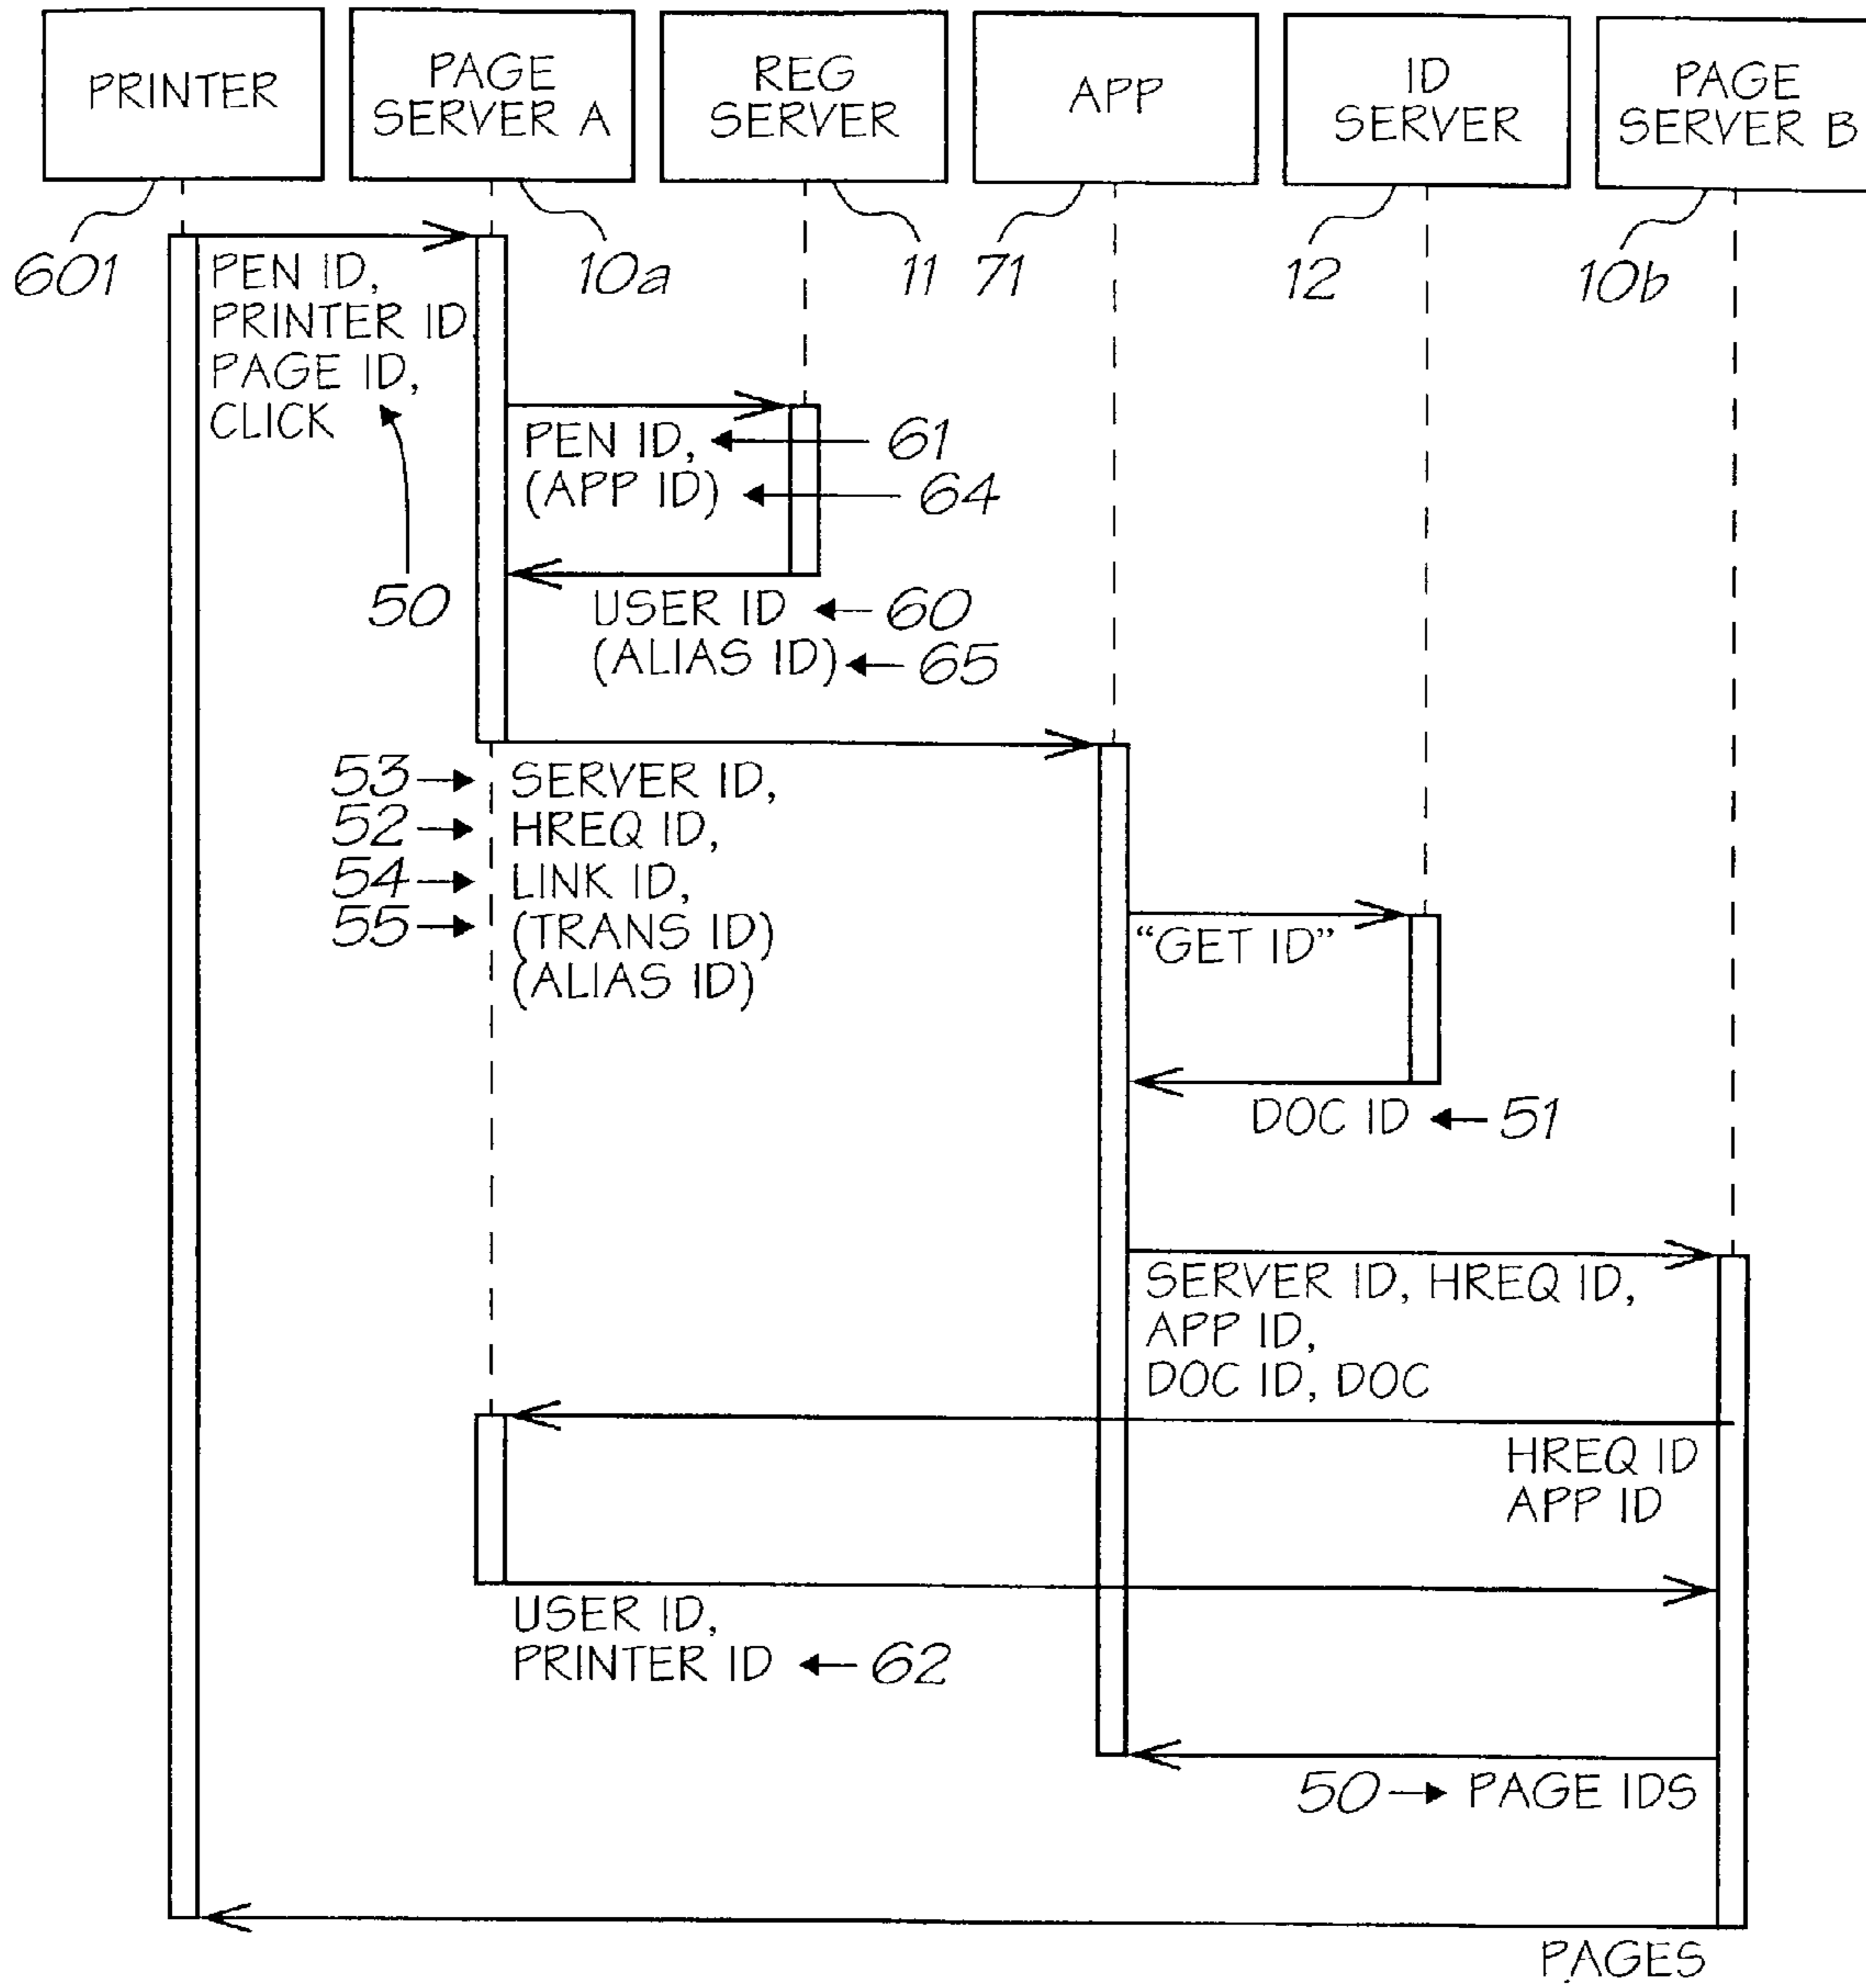 PRINTER
PAGE
SERVER A
REG
SERVER
APP
ID
SERVER
PAGE
SERVER B
601
10a
11
71
12
10b
PEN ID,
PRINTER ID
PAGE ID,
CLICK
50
PEN ID,
61
(APP ID)
64
USER ID
60
(ALIAS ID)
65
53
SERVER ID,
52
HREQ ID,
54
LINK ID,
55
(TRANS ID)
(ALIAS ID)
“GET ID”
DOC ID
51
SERVER ID, HREQ ID,
APP ID,
DOC ID, DOC
HREQ ID
APP ID
USER ID,
PRINTER ID
62
50
PAGE IDS
PAGES